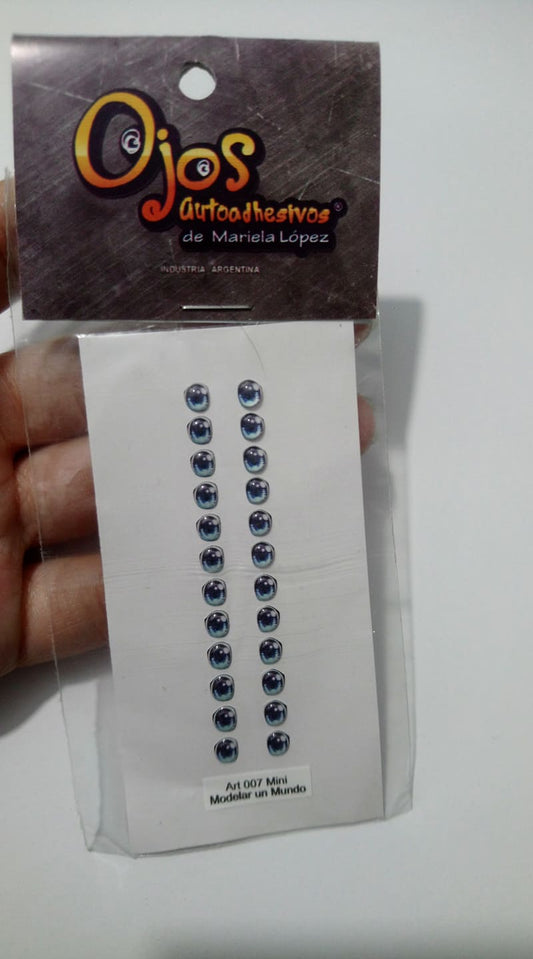 Ojos
autoadhesivos®
de Mariela López
INDUSTRIA ARGENTINA
Art 007 Mini
Modelar un Mundo